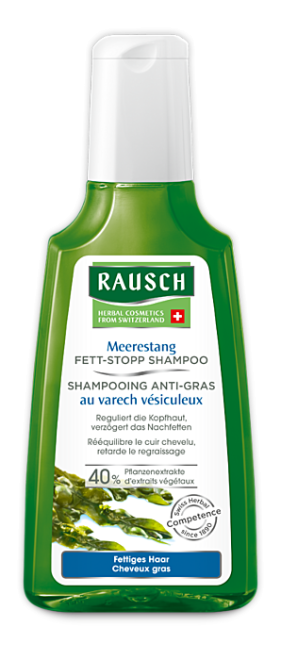 RAUSCH
HERBAL COSMETICS
FROM SWITZERLAND
Meerestang
FETT-STOPP SHAMPOO
SHAMPOOING ANTI-GRAS
au varech vésiculeux
Reguliert die Kopfhaut,
verzögert das Nachfetten
Rééquilibre le cuir chevelu,
retarde le regraissage
40% Pflanzenextrakte
d'extraits végétaux
Swiss Herbal
Competence
since 1890
Fettiges Haar
Cheveux gras